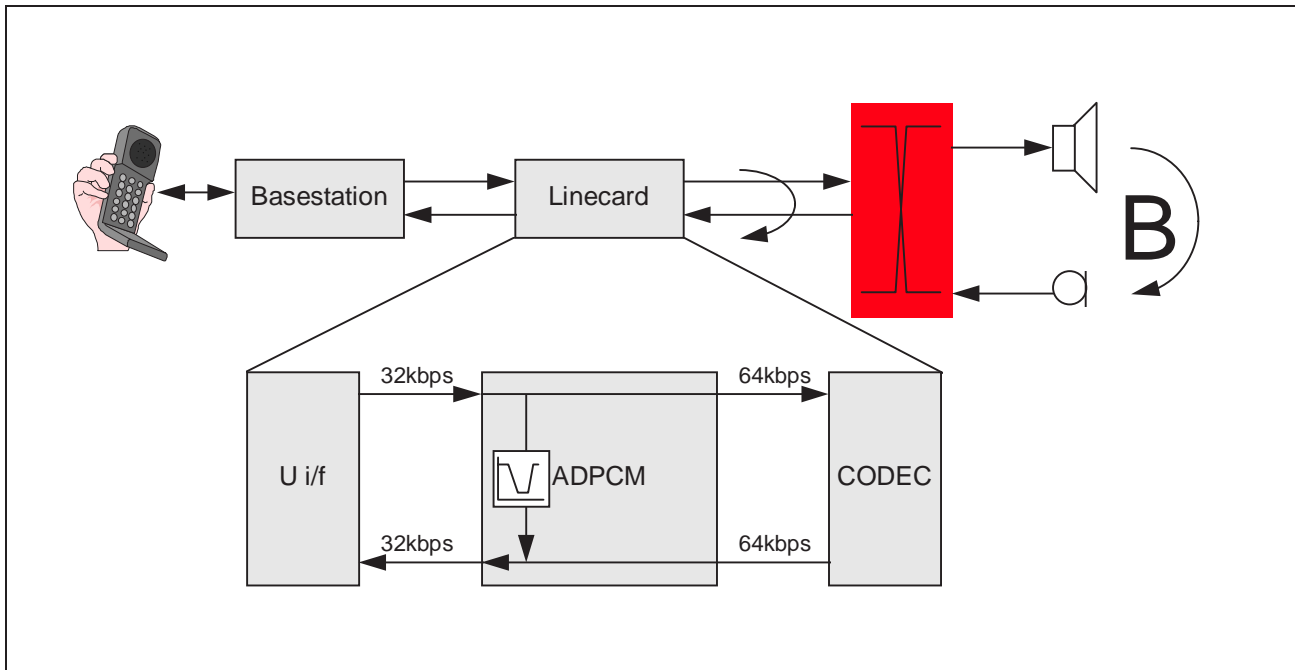 Basestation
Linecard
B
32kbps
64kbps
U i/f
ADPCM
CODEC
32kbps
64kbps